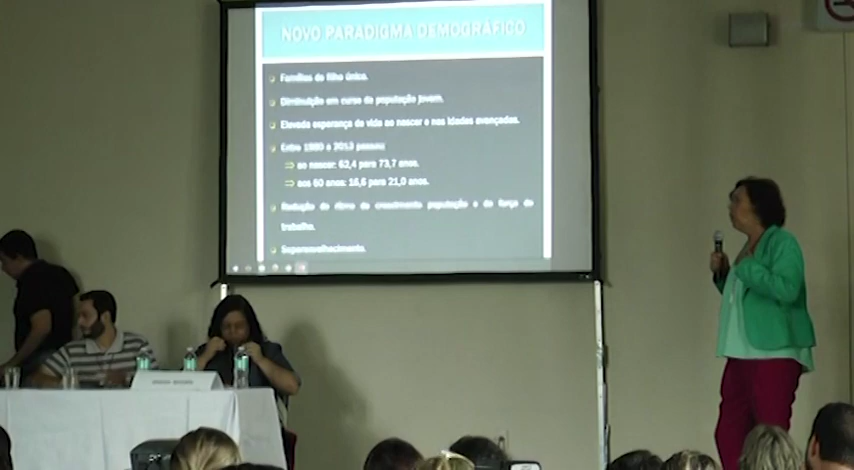 NOVO PARADIGMA DEMOGRÁFICO
Famílias de filho único.
Diminuição em curso da população jovem.
Elevada esperança de vida ao nascer e nas idades avançadas.
Entre 1980 e 2013 passou:
⇒ ao nascer: 62,4 para 73,7 anos.
⇒ aos 60 anos: 16,6 para 21,0 anos.
Redução do ritmo do crescimento população e da força de
trabalho.
Superenvelhecimento.